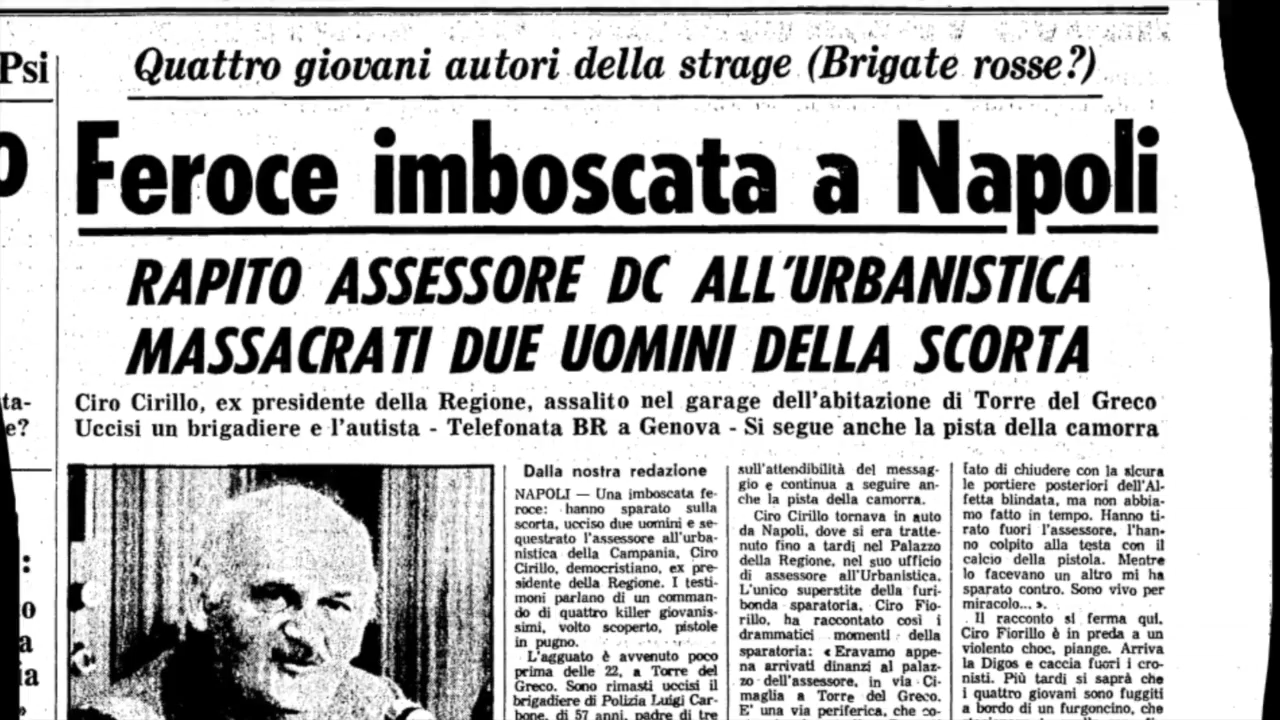 Psi
o
ta-
e?
:
o
a
ia
»
Quattro giovani autori della strage (Brigate rosse?)
Feroce imboscata a Napoli
RAPITO ASSESSORE DC ALL'URBANISTICA
MASSACRATI DUE UOMINI DELLA SCORTA
Ciro Cirillo, ex presidente della Regione, assalito nel garage dell'abitazione di Torre del Greco
Uccisi un brigadiere e l'autista - Telefonata BR a Genova - Si segue anche la pista della camorra
Dalla nostra redazione
NAPOLI — Una imboscata fe-
roce: hanno sparato sulla
scorta, ucciso due uomini e se-
questrato l'assessore all'urba-
nistica della Campania, Ciro
Cirillo, democristiano, ex pre-
sidente della Regione. I testi-
moni parlano di un comman-
do di quattro killer giovanis-
simi, volto scoperto, pistole
in pugno.
L'agguato è avvenuto poco
prima delle 22, a Torre del
Greco. Sono rimasti uccisi il
brigadiere di Polizia Luigi Car-
bone, di 57 anni, padre di tre
sull'attendibilità del messag-
gio e continua a seguire an-
che la pista della camorra.
Ciro Cirillo tornava in auto
da Napoli, dove si era tratte-
nuto fino a tardi nel Palazzo
della Regione, nel suo ufficio
di assessore all'Urbanistica.
L'unico superstite della furi-
bonda sparatoria, Ciro Fio-
rillo, ha raccontato così i
drammatici momenti della
sparatoria: «Eravamo appe-
na arrivati dinanzi al palaz-
zo dell'assessore, in via Ci-
maglia a Torre del Greco.
E' una via periferica, che co-
fato di chiudere con la sicura
le portiere posteriori dell'Al-
fetta blindata, ma non abbia-
mo fatto in tempo. Hanno ti-
rato fuori l'assessore, l'han-
no colpito alla testa con il
calcio della pistola. Mentre
lo facevano un altro mi ha
sparato contro. Sono vivo per
miracolo... ».
Il racconto si ferma qui.
Ciro Fiorillo è in preda a un
violento choc, piange. Arriva
la Digos e caccia fuori i cro-
nisti. Più tardi si saprà che
i quattro giovani sono fuggiti
a bordo di un furgoncino, che